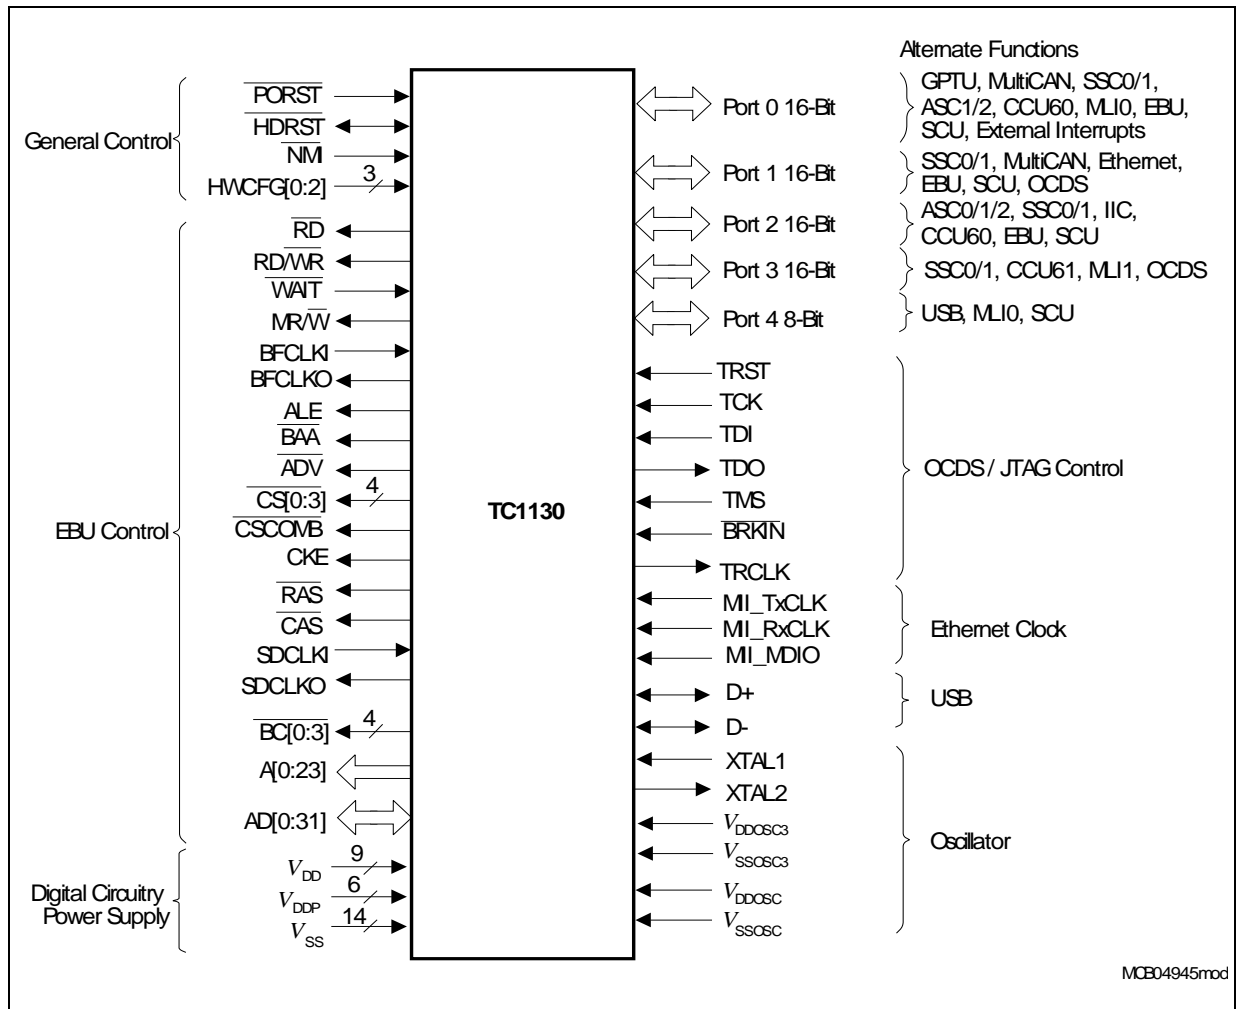 Alternate Functions
General Control
PORST
HDRST
NMI
HWCFG[0:2]
3
EBU Control
RD
RD/WR
WAIT
MR/W
BFCLKI
BFCLKO
ALE
BAA
ADV
CS[0:3]
4
CSCOMB
CKE
RAS
CAS
SDCLKI
SDCLKO
BC[0:3]
4
A[0:23]
AD[0:31]
Digital Circuitry
Power Supply
VDD
9
VDDP
6
VSS
14
TC1130
Port 0 16-Bit
GPTU, MultiCAN, SSC0/1,
ASC1/2, CCU60, MLI0, EBU,
SCU, External Interrupts
Port 1 16-Bit
SSC0/1, MultiCAN, Ethernet,
EBU, SCU, OCDS
Port 2 16-Bit
ASC0/1/2, SSC0/1, IIC,
CCU60, EBU, SCU
Port 3 16-Bit
SSC0/1, CCU61, MLI1, OCDS
Port 4 8-Bit
USB, MLI0, SCU
TRST
TCK
TDI
TDO
TMS
BRKIN
TRCLK
OCDS / JTAG Control
MII_TxCLK
MII_RxCLK
MII_MDIO
Ethernet Clock
D+
D-
USB
XTAL1
XTAL2
VDDOSC3
VSSOSC3
VDDOSC
VSSOSC
Oscillator
MCB04945mod